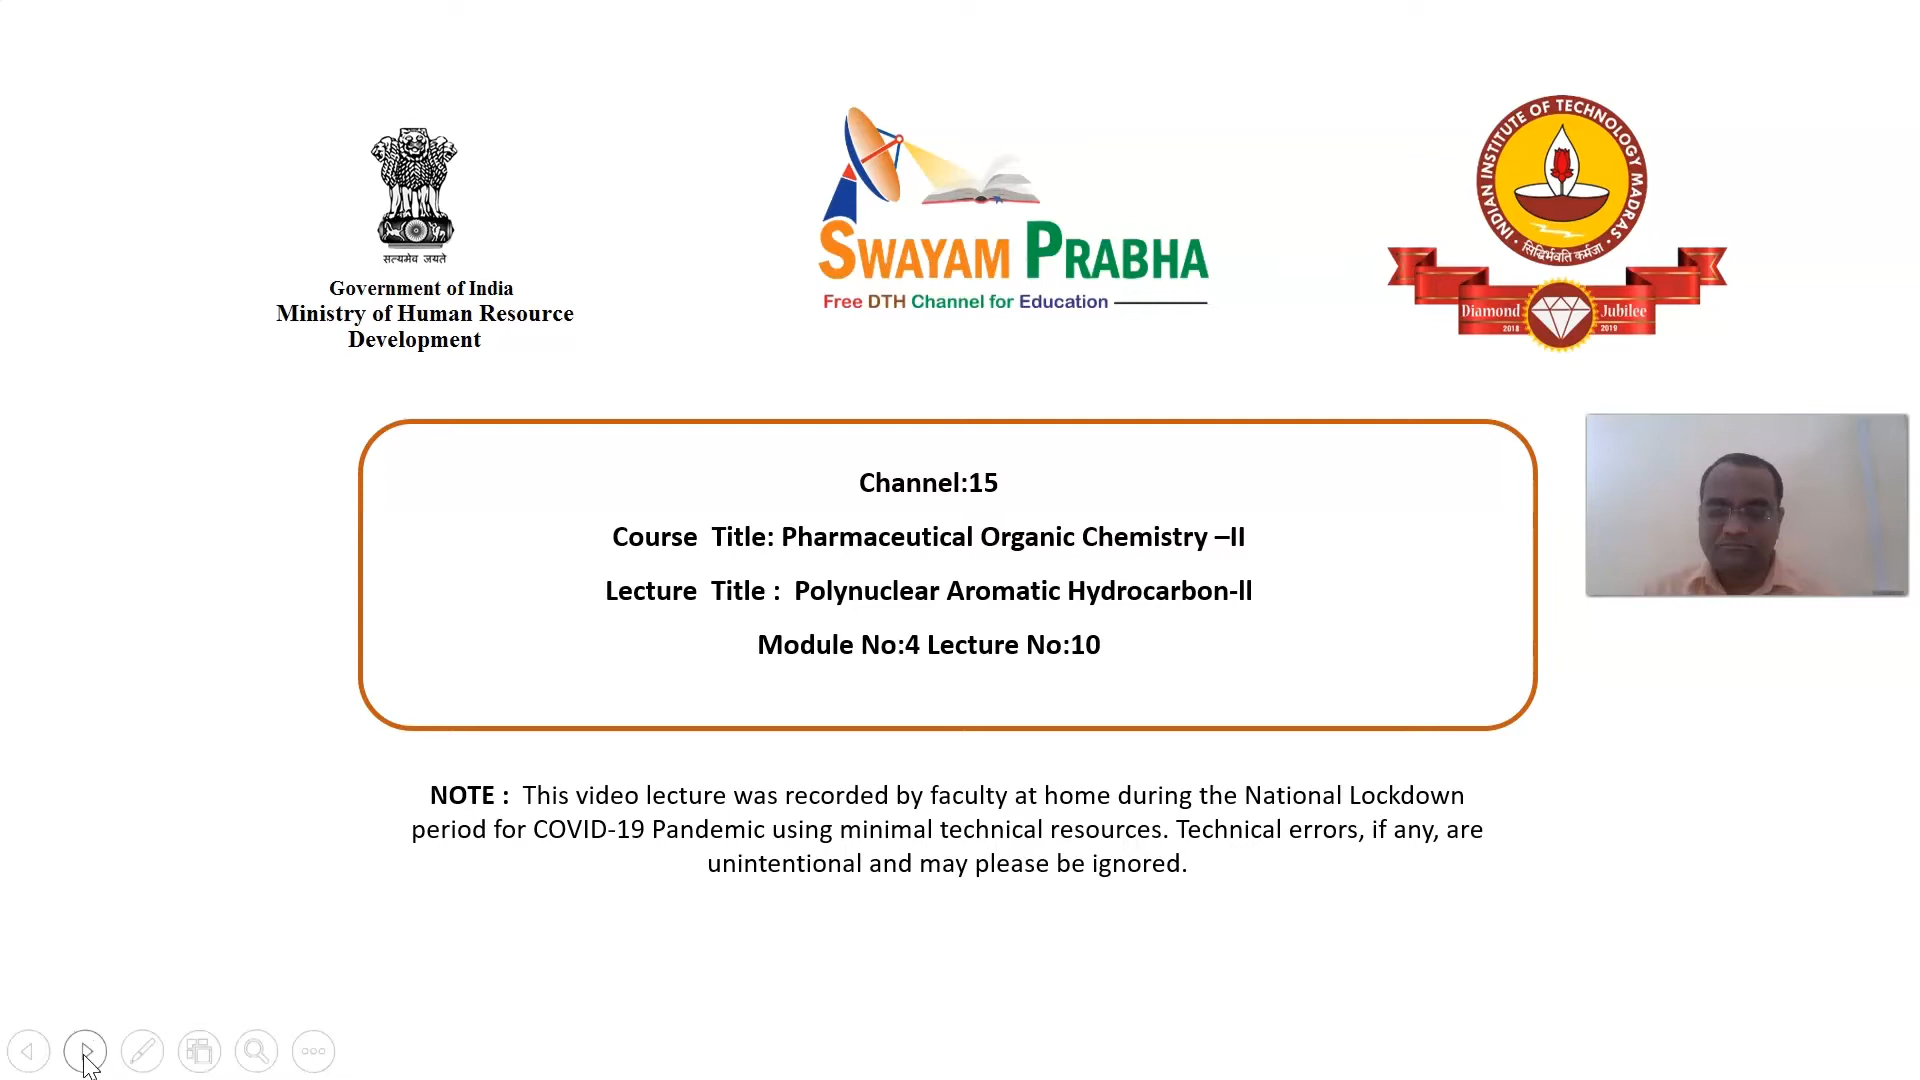 सत्यमेव जयते
Government of India
Ministry of Human Resource
Development
SWAYAM PRABHA
Free DTH Channel for Education
INDIAN INSTITUTE OF TECHNOLOGY MADRAS
सिद्धिर्भवति कर्मजा
Diamond Jubilee
2018 2019
Channel:15
Course Title: Pharmaceutical Organic Chemistry –II
Lecture Title : Polynuclear Aromatic Hydrocarbon-II
Module No:4 Lecture No:10
NOTE : This video lecture was recorded by faculty at home during the National Lockdown
period for COVID-19 Pandemic using minimal technical resources. Technical errors, if any, are
unintentional and may please be ignored.